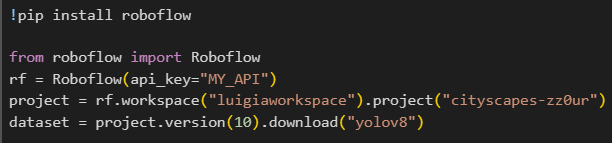 !pip install roboflow
from roboflow import Roboflow
rf = Roboflow(api_key="MY_API")
project = rf.workspace("luigiaworkspace").project("cityscapes-zz0ur")
dataset = project.version(10).download("yolov8")